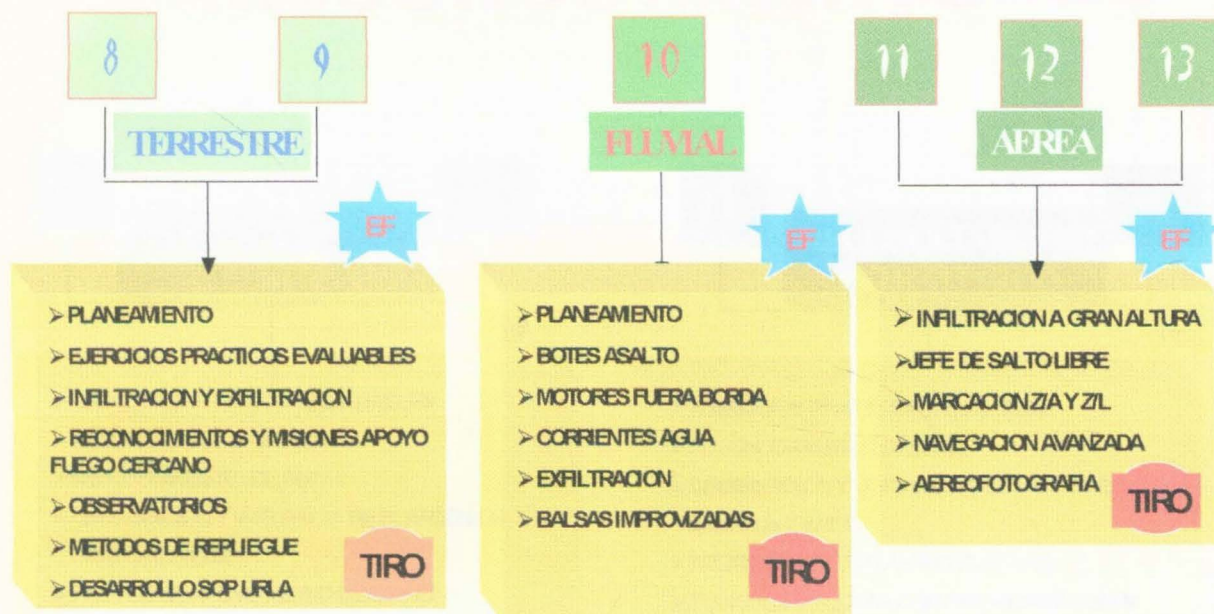 8
9
TERRESTRE
EF
➢ PLANEAMIENTO
➢ EJERCICIOS PRACTICOS EVALUABLES
➢ INFILTRACION Y EXFILTRACION
➢ RECONOCIMIENTOS Y MISIONES APOYO
FUEGO CERCANO
➢ OBSERVATORIOS
➢ METODOS DE REPLIEGUE
➢ DESARROLLO SOP URLA
TIRO
10
FLUVIAL
EF
➢ PLANEAMIENTO
➢ BOTES ASALTO
➢ MOTORES FUERA BORDA
➢ CORRIENTES AGUA
➢ EXFILTRACION
➢ BALSAS IMPROVIZADAS
TIRO
11
12
13
AEREA
EF
➢ INFILTRACION A GRAN ALTURA
➢ JEFE DE SALTO LIBRE
➢ MARCACION Z/A Y Z/L
➢ NAVEGACION AVANZADA
➢ AEREOFOTOGRAFIA
TIRO